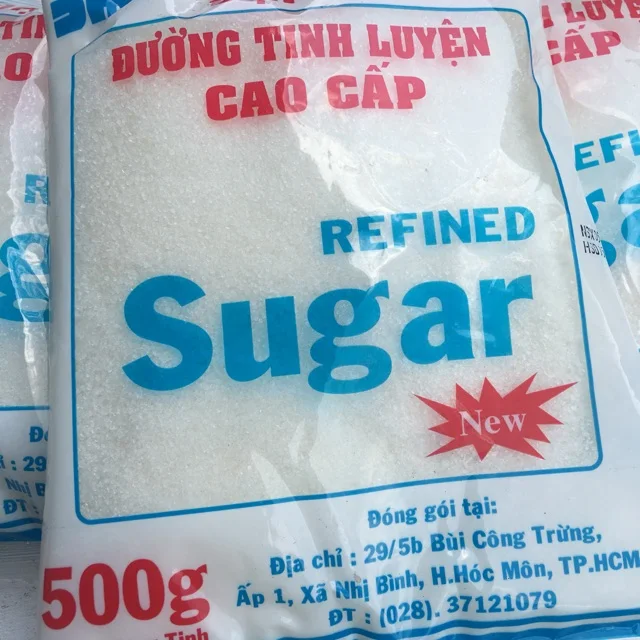 ĐƯỜNG TINH LUYỆN
CAO CẤP
REFINED
Sugar
New
Đóng gói tại:
Địa chỉ : 29/5b Bùi Công Trừng,
Ấp 1, Xã Nhị Bình, H.Hóc Môn, TP.HCM
ĐT : (028). 37121079
500g
Tinh